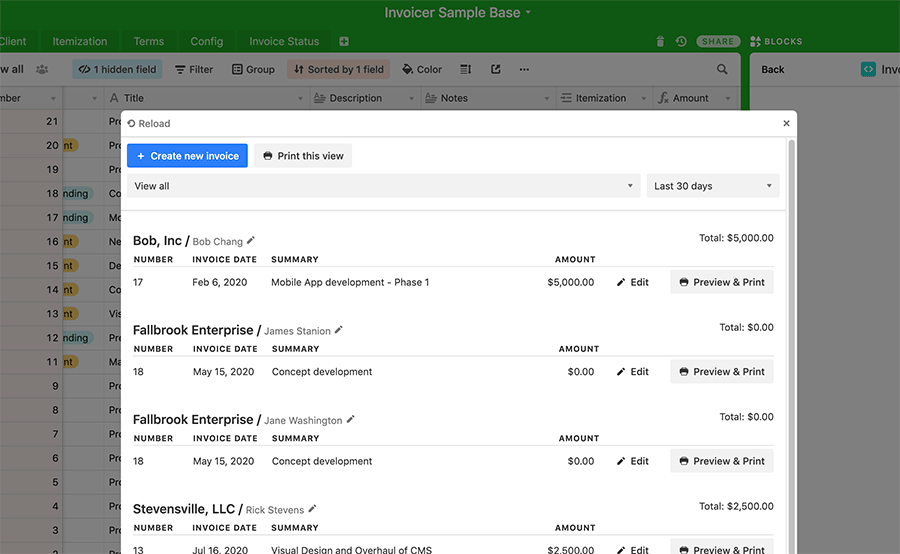 Invoicer Sample Base
Client Itemization Terms Config Invoice Status SHARE BLOCKS
w all 1 hidden field Filter Group Sorted by 1 field Color ... Back Invo
mber Title Description Notes Itemization Amount
21 Pro
Reload
20 nt Pro
Create new invoice Print this view
19 Pro
18 nding Co
View all Last 30 days
17 nding Mo
16 nt Ne
Bob, Inc / Bob Chang Total: $5,000.00
15 nt De
NUMBER INVOICE DATE SUMMARY AMOUNT
17 Feb 6, 2020 Mobile App development - Phase 1 $5,000.00 Edit Preview & Print
14 nt Co
13 nt Vis
Fallbrook Enterprise / James Stanion Total: $0.00
12 nding Pre
NUMBER INVOICE DATE SUMMARY AMOUNT
11 nt Ma
18 May 15, 2020 Concept development $0.00 Edit Preview & Print
9 Pro
8 Pro
Fallbrook Enterprise / Jane Washington Total: $0.00
7 Pro
NUMBER INVOICE DATE SUMMARY AMOUNT
6 Pro
18 May 15, 2020 Concept development $0.00 Edit Preview & Print
5 Pro
4 Pro
Stevensville, LLC / Rick Stevens Total: $2,500.00
3 Pro
NUMBER INVOICE DATE SUMMARY AMOUNT
13 Jul 16, 2020 Visual Design and Overhaul of CMS $2,500.00 Edit Preview & Print